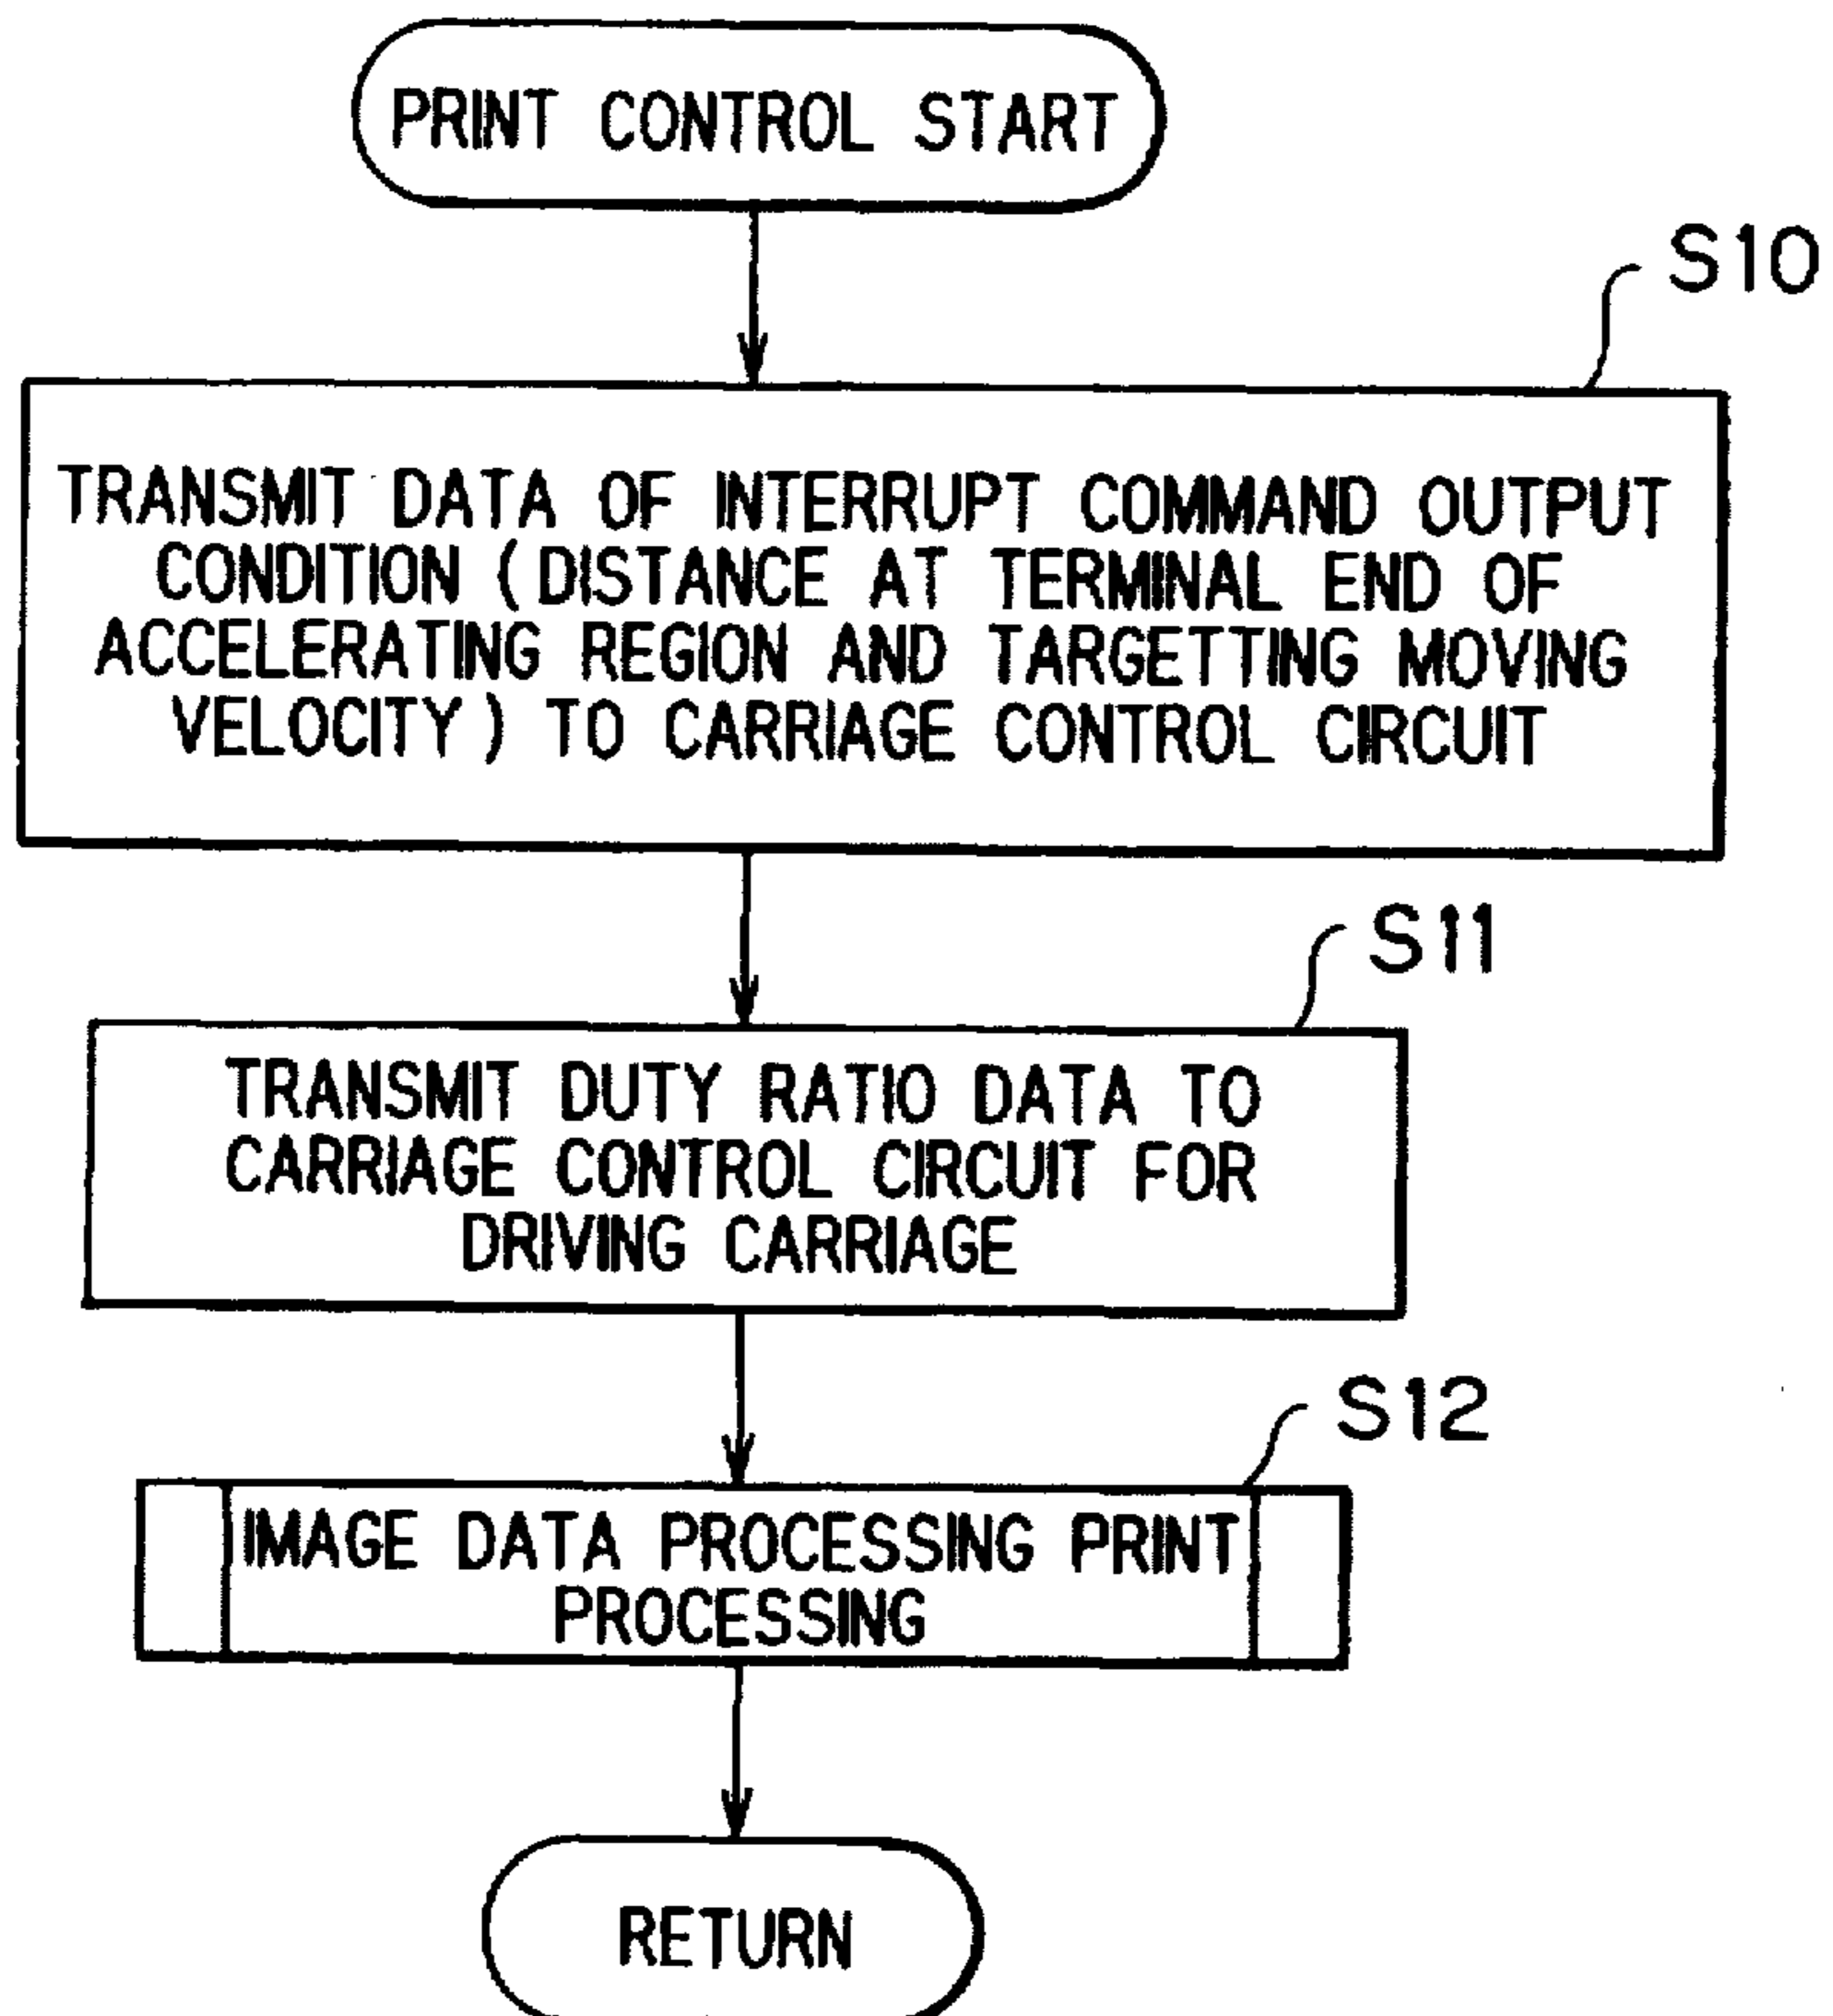 PRINT CONTROL START
S10
TRANSMIT DATA OF INTERRUPT COMMAND OUTPUT
CONDITION (DISTANCE AT TERMINAL END OF
ACCELERATING REGION AND TARGETTING MOVING
VELOCITY) TO CARRIAGE CONTROL CIRCUIT
S11
TRANSMIT DUTY RATIO DATA TO
CARRIAGE CONTROL CIRCUIT FOR
DRIVING CARRIAGE
S12
IMAGE DATA PROCESSING PRINT
PROCESSING
RETURN